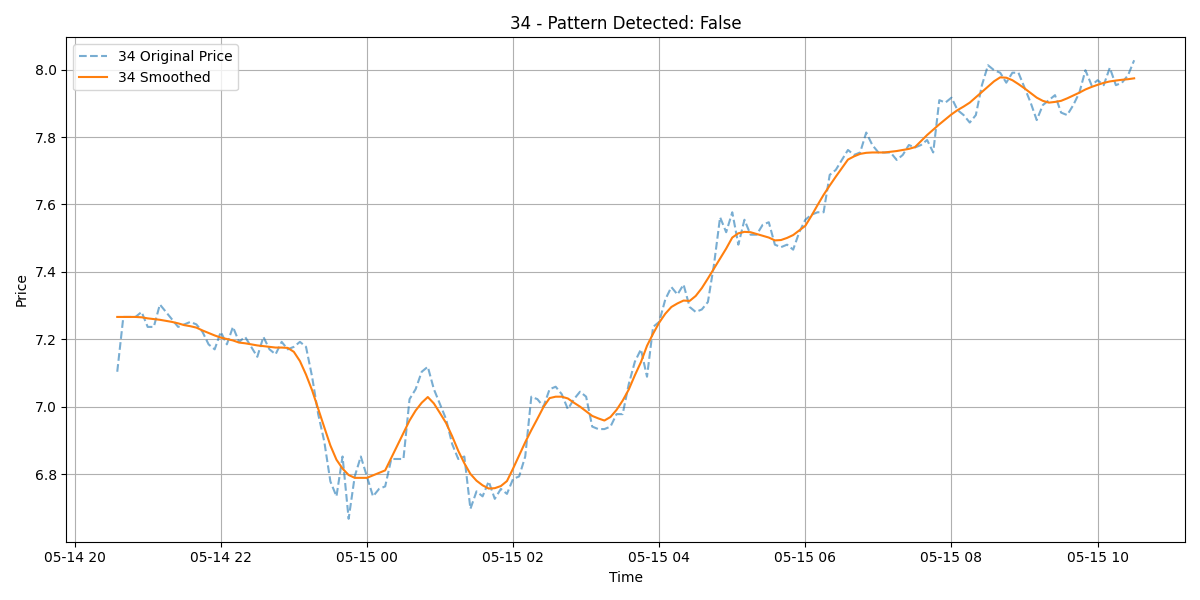 34 - Pattern Detected: False
34 Original Price
34 Smoothed
Price
8.0
7.8
7.6
7.4
7.2
7.0
6.8
05-14 20 05-14 22 05-15 00 05-15 02 05-15 04 05-15 06 05-15 08 05-15 10
Time